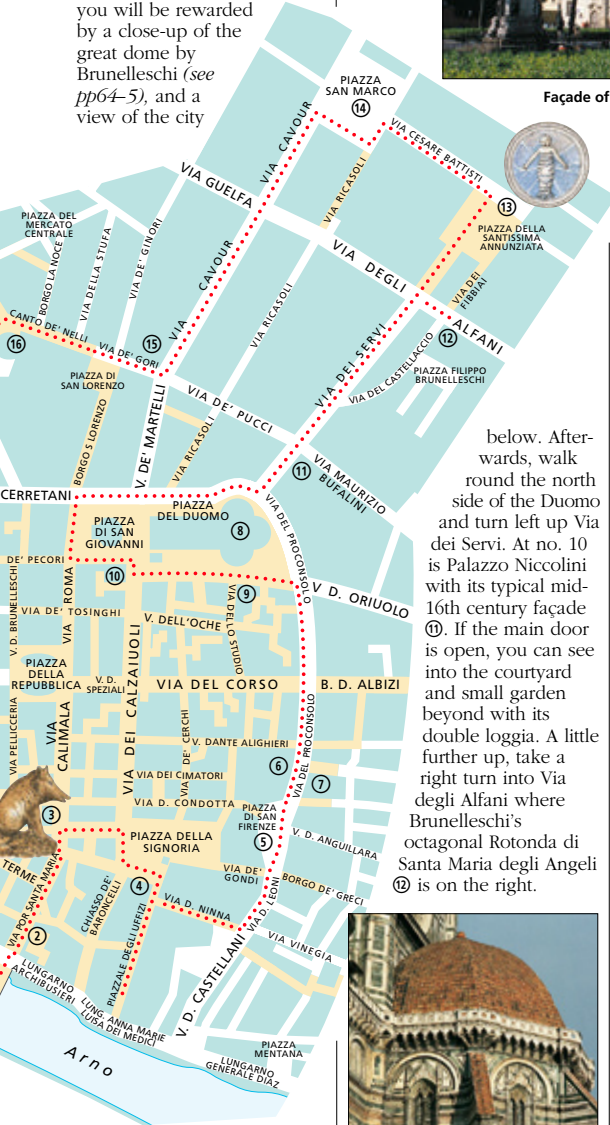 you will be rewarded
by a close-up of the
great dome by
Brunelleschi (see
pp64–5), and a
view of the city
Façade of
PIAZZA
SAN MARCO
14
VIA CESARE BATTISTI
13
PIAZZA DELLA
SANTISSIMA
ANNUNZIATA
VIA CAVOUR
VIA RICASOLI
VIA GUELFA
VIA DEGLI
ALFANI
VIA DEI
FIBBIAI
PIAZZA DEL
MERCATO
CENTRALE
BORGO LA NOCE
VIA DELLA STUFA
VIA DE' GINORI
VIA CAVOUR
VIA RICASOLI
VIA DEI SERVI
12
VIA DEL CASTELLACCIO
PIAZZA FILIPPO
BRUNELLESCHI
CANTO DE' NELLI
16
15
VIA DE' GORI
PIAZZA DI
SAN LORENZO
BORGO S LORENZO
V. DE' MARTELLI
VIA DE' PUCCI
VIA RICASOLI
11
VIA MAURIZIO
BUFALINI
below. After-
wards, walk
round the north
side of the Duomo
and turn left up Via
dei Servi. At no. 10
is Palazzo Niccolini
with its typical mid-
16th century façade
⑪. If the main door
is open, you can see
into the courtyard
and small garden
beyond with its
double loggia. A little
further up, take a
right turn into Via
degli Alfani where
Brunelleschi's
octagonal Rotonda di
Santa Maria degli Angeli
⑫ is on the right.
CERRETANI
PIAZZA
DEL DUOMO
PIAZZA
DI SAN
GIOVANNI
8
VIA DEL PROCONSOLO
DE' PECORI
10
9
V. D. ORIUOLO
V. D. BRUNELLESCHI
VIA ROMA
VIA DE' TOSINGHI
V. DELL'OCHE
VIA DELLO STUDIO
PIAZZA
DELLA
REPUBBLICA
V. D.
SPEZIALI
VIA DEL CORSO
B. D. ALBIZI
VIA PELLICCERIA
VIA
CALIMALA
VIA DEI CALZAIUOLI
VIA DE' CERCHI
V. DANTE ALIGHIERI
VIA DEI CIMATORI
VIA D. CONDOTTA
6
7
VIA DEL PROCONSOLO
3
PIAZZA DELLA
SIGNORIA
PIAZZA
DI SAN
FIRENZE
5
V. D. ANGUILLARA
TERME
VIA POR SANTA MARIA
CHIASSO DE'
BARONCELLI
4
VIA DE'
GONDI
BORGO DE' GRECI
VIA D. NINNA
VIA D. LEONI
2
PIAZZALE DEGLI UFFIZI
V. D. CASTELLANI
VIA VINEGIA
LUNGARNO
ARCHIBUSIERI
LUNG. ANNA MARIE
LUISA DEI MEDICI
PIAZZA
MENTANA
LUNGARNO
GENERALE DIAZ
Arno